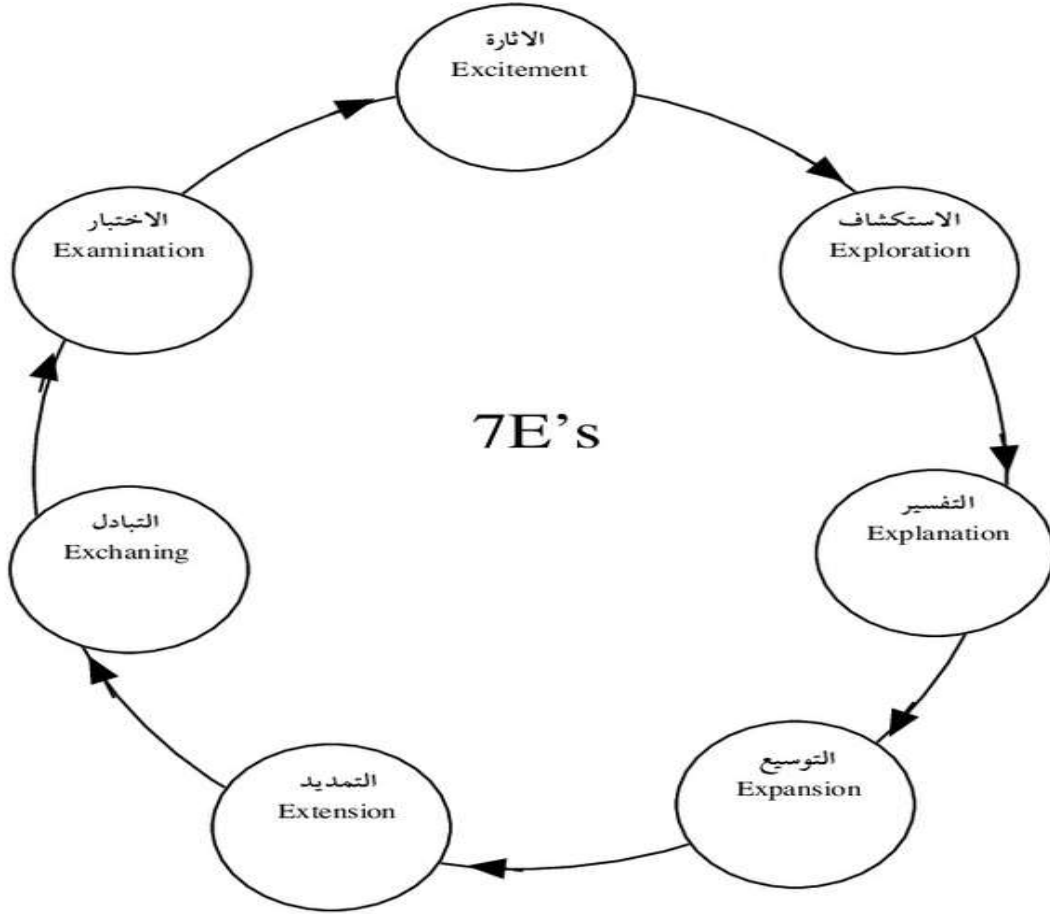 الاثارة
Excitement
الاستكشاف
Exploration
التفسير
Explanation
التوسيع
Expansion
التمديد
Extension
التبادل
Exchaning
الاختبار
Examination
7E’s